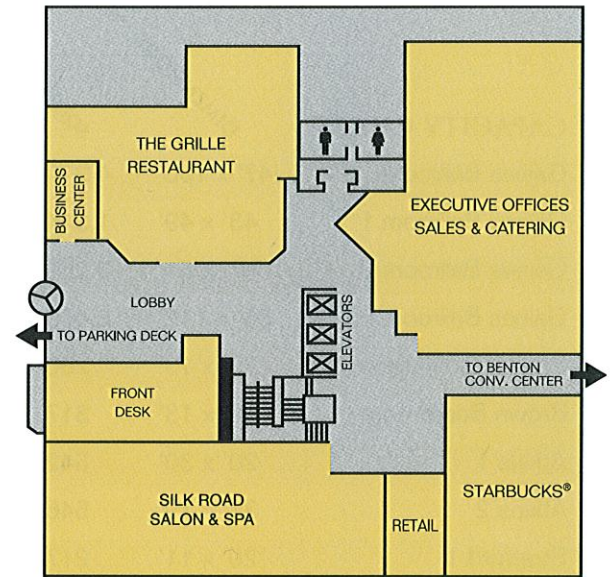 THE GRILLE
RESTAURANT
BUSINESS
CENTER
EXECUTIVE OFFICES
SALES & CATERING
LOBBY
TO PARKING DECK
ELEVATORS
TO BENTON
CONV. CENTER
FRONT
DESK
SILK ROAD
SALON & SPA
RETAIL
STARBUCKS®